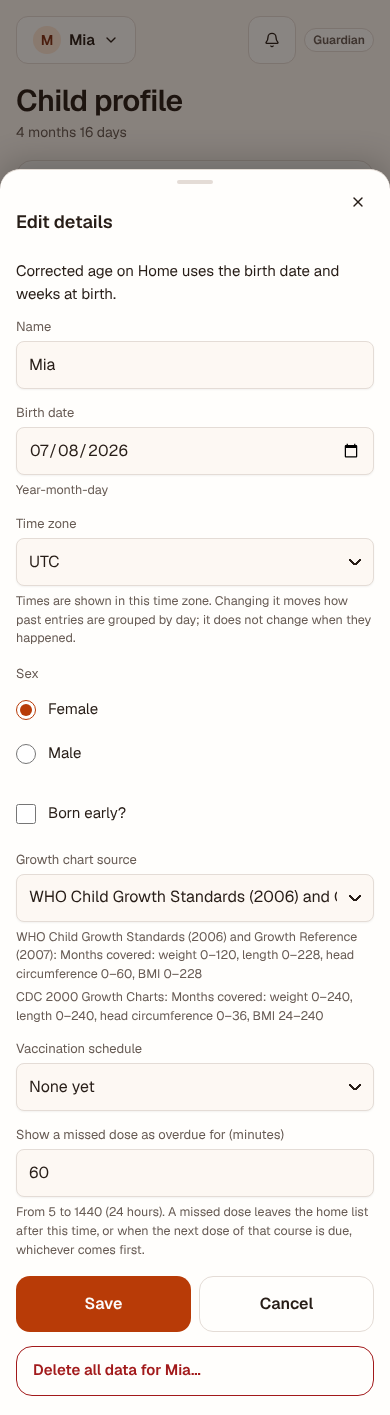 M Mia
Guardian
Child profile
4 months 16 days
Edit details
Corrected age on Home uses the birth date and
weeks at birth.
Name
Mia
Birth date
07/08/2026
Year-month-day
Time zone
UTC
Times are shown in this time zone. Changing it moves how
past entries are grouped by day; it does not change when they
happened.
Sex
Female
Male
Born early?
Growth chart source
WHO Child Growth Standards (2006) and
WHO Child Growth Standards (2006) and Growth Reference
(2007): Months covered: weight 0–120, length 0–228, head
circumference 0–60, BMI 0–228
CDC 2000 Growth Charts: Months covered: weight 0–240,
length 0–240, head circumference 0–36, BMI 24–240
Vaccination schedule
None yet
Show a missed dose as overdue for (minutes)
60
From 5 to 1440 (24 hours). A missed dose leaves the home list
after this time, or when the next dose of that course is due,
whichever comes first.
Save
Cancel
Delete all data for Mia…